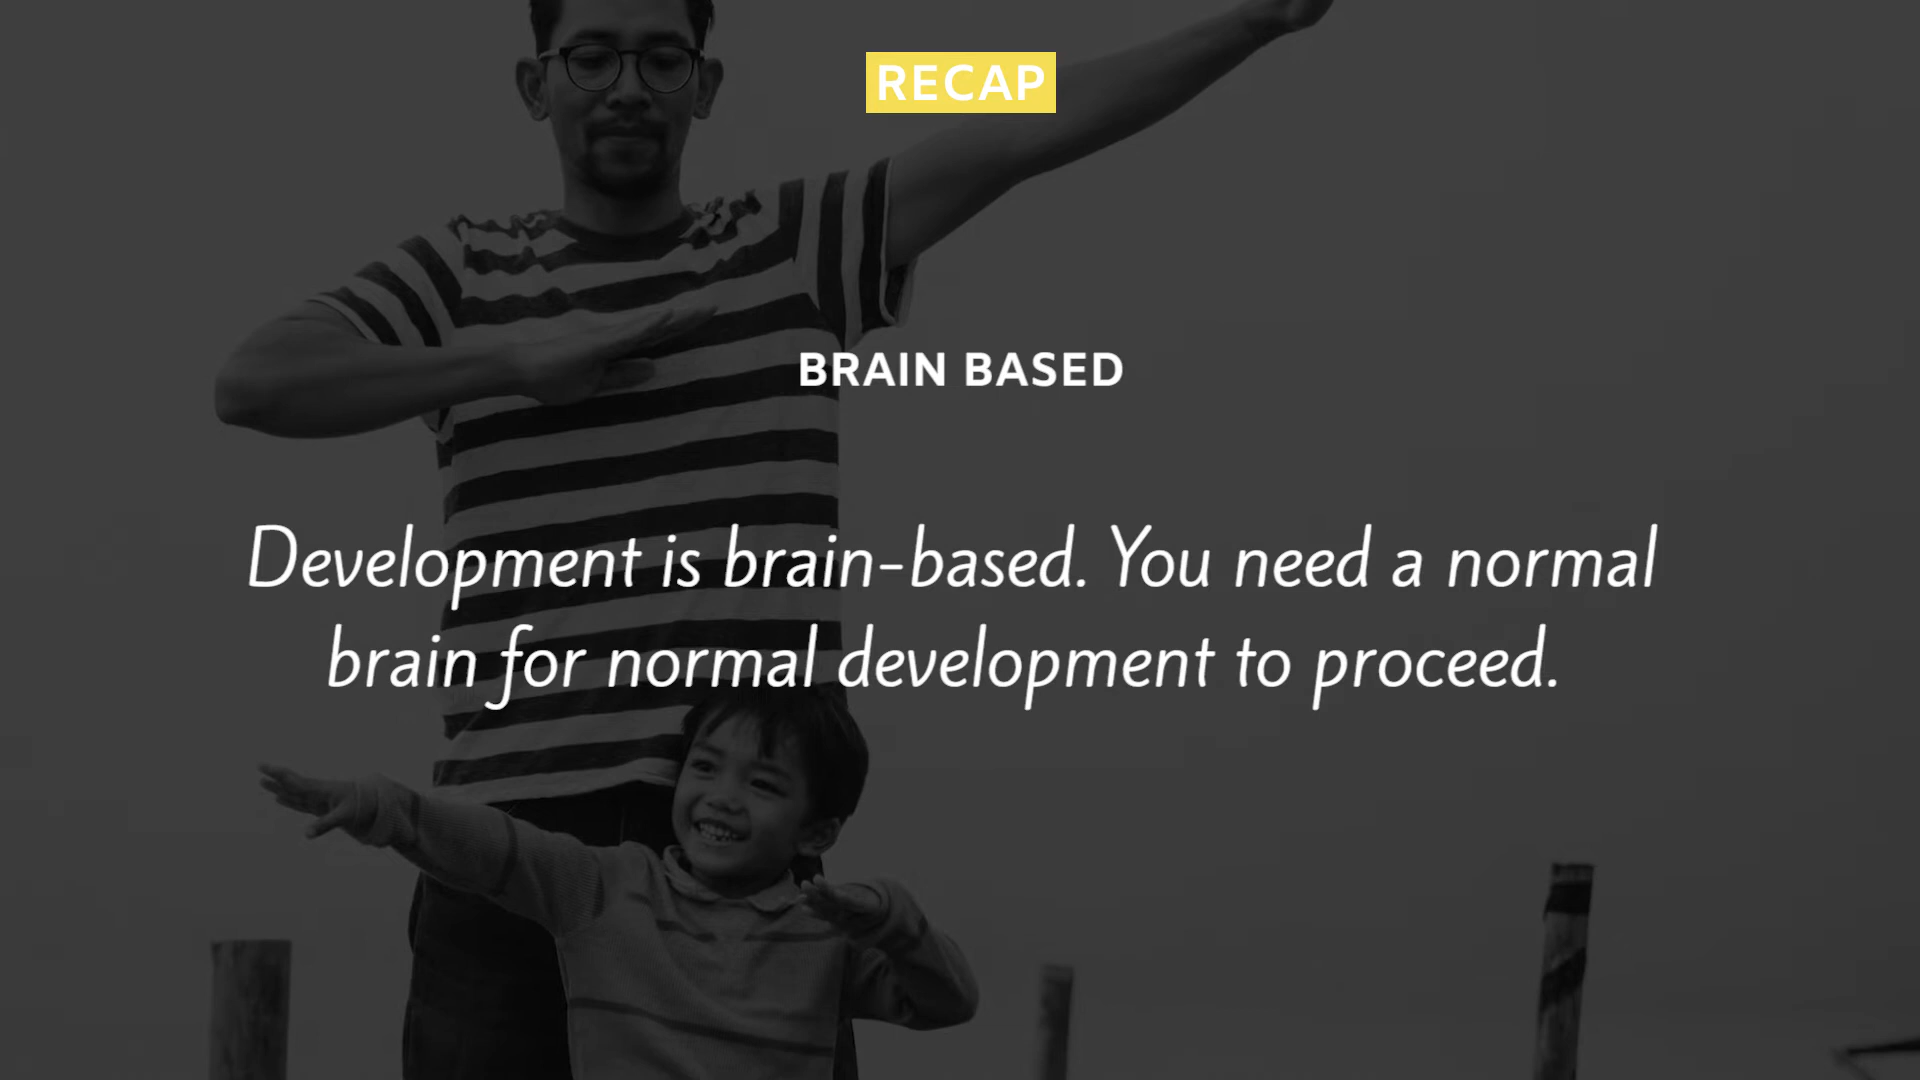 RECAP
BRAIN BASED
Development is brain-based. You need a normal
brain for normal development to proceed.